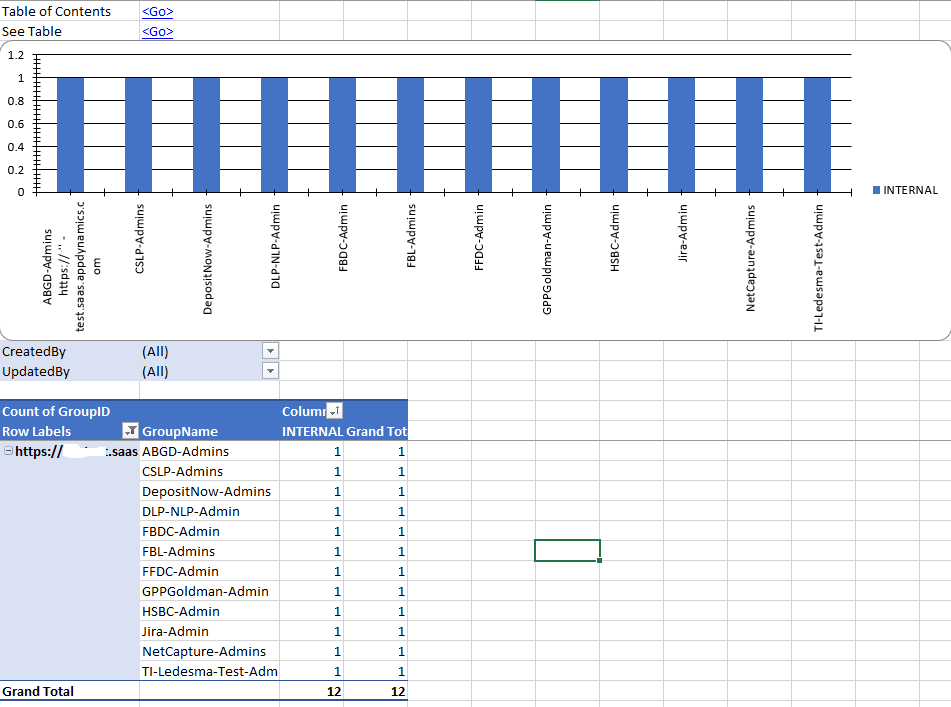 Table of Contents <Go>
See Table <Go>
1.2
1
0.8
0.6
0.4
0.2
0
ABGD-Admins
https://
test.saas.appdynamics.c
om
CSLP-Admins
DepositNow-Admins
DLP-NLP-Admin
FBDC-Admin
FBL-Admins
FFDC-Admin
GPPGoldman-Admin
HSBC-Admin
Jira-Admin
NetCapture-Admins
TI-Ledesma-Test-Admin
INTERNAL
CreatedBy (All)
UpdatedBy (All)
Count of GroupID Column
Row Labels GroupName INTERNAL Grand Tot
https:// .saas ABGD-Admins 1 1
CSLP-Admins 1 1
DepositNow-Admins 1 1
DLP-NLP-Admin 1 1
FBDC-Admin 1 1
FBL-Admins 1 1
FFDC-Admin 1 1
GPPGoldman-Admin 1 1
HSBC-Admin 1 1
Jira-Admin 1 1
NetCapture-Admins 1 1
TI-Ledesma-Test-Adm 1 1
Grand Total 12 12